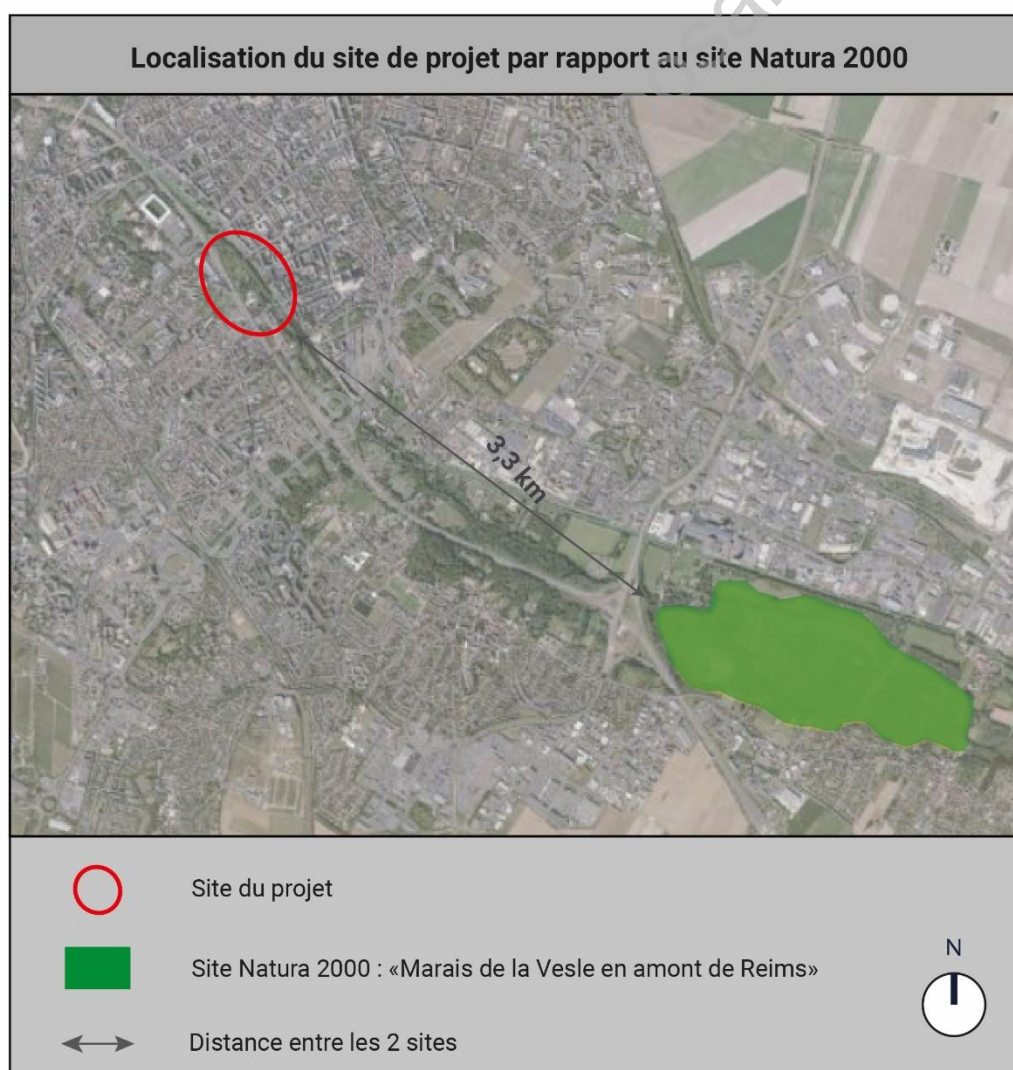 Localisation du site de projet par rapport au site Natura 2000
3,3 km
Site du projet
Site Natura 2000 : «Marais de la Vesle en amont de Reims»
N
Distance entre les 2 sites